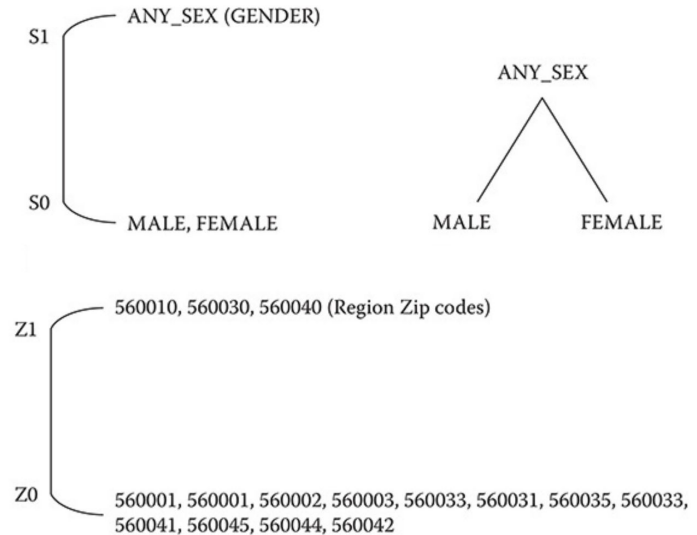 S1
ANY_SEX (GENDER)
ANY_SEX
S0
MALE, FEMALE
MALE
FEMALE
Z1
560010, 560030, 560040 (Region Zip codes)
Z0
560001, 560001, 560002, 560003, 560033, 560031, 560035, 560033,
560041, 560045, 560044, 560042